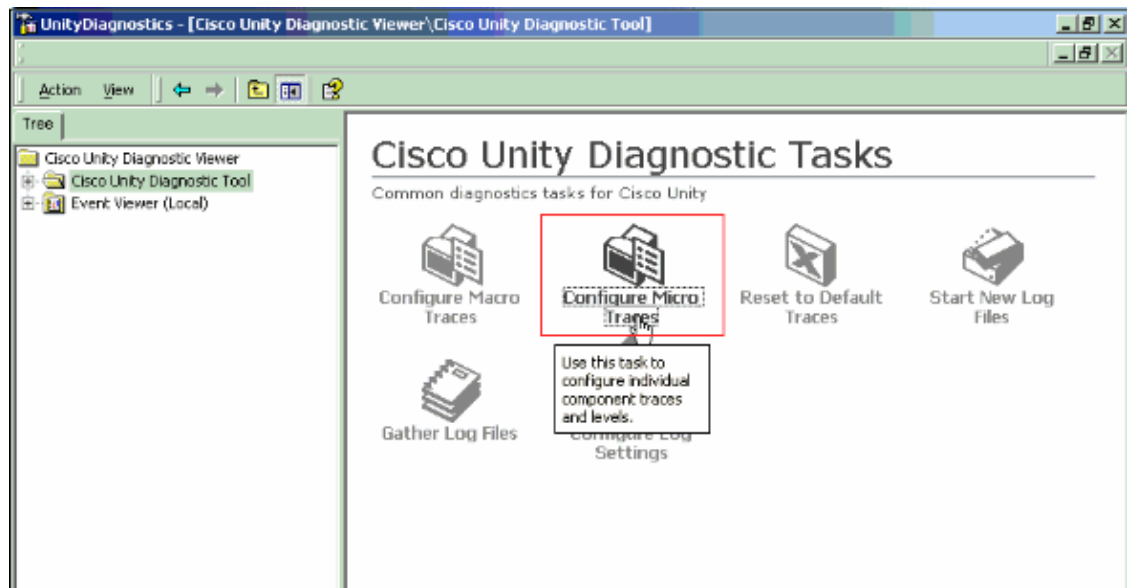 UnityDiagnostics - [Cisco Unity Diagnostic Viewer\Cisco Unity Diagnostic Tool]
Action View
Tree
Cisco Unity Diagnostic Viewer
Cisco Unity Diagnostic Tool
Event Viewer (Local)
Cisco Unity Diagnostic Tasks
Common diagnostics tasks for Cisco Unity
Configure Macro
Traces
Configure Micro
Traces
Reset to Default
Traces
Start New Log
Files
Use this task to
configure individual
component traces
and levels.
Gather Log Files
Configure Log
Settings